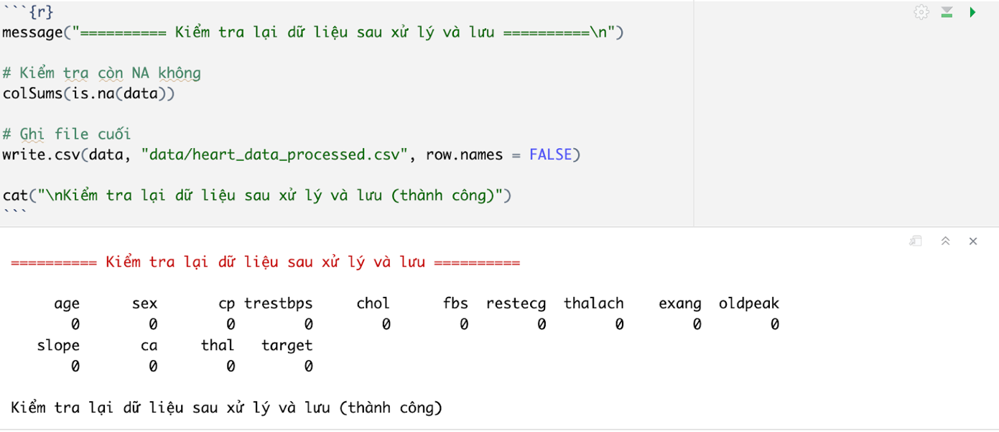 ```{r}
message("========== Kiểm tra lại dữ liệu sau xử lý và lưu ==========\n")
# Kiểm tra còn NA không
colSums(is.na(data))
# Ghi file cuối
write.csv(data, "data/heart_data_processed.csv", row.names = FALSE)
cat("\nKiểm tra lại dữ liệu sau xử lý và lưu (thành công)")
```
========== Kiểm tra lại dữ liệu sau xử lý và lưu ==========
age sex cp trestbps chol fbs restecg thalach exang oldpeak
0 0 0 0 0 0 0 0 0 0
slope ca thal target
0 0 0 0
Kiểm tra lại dữ liệu sau xử lý và lưu (thành công)